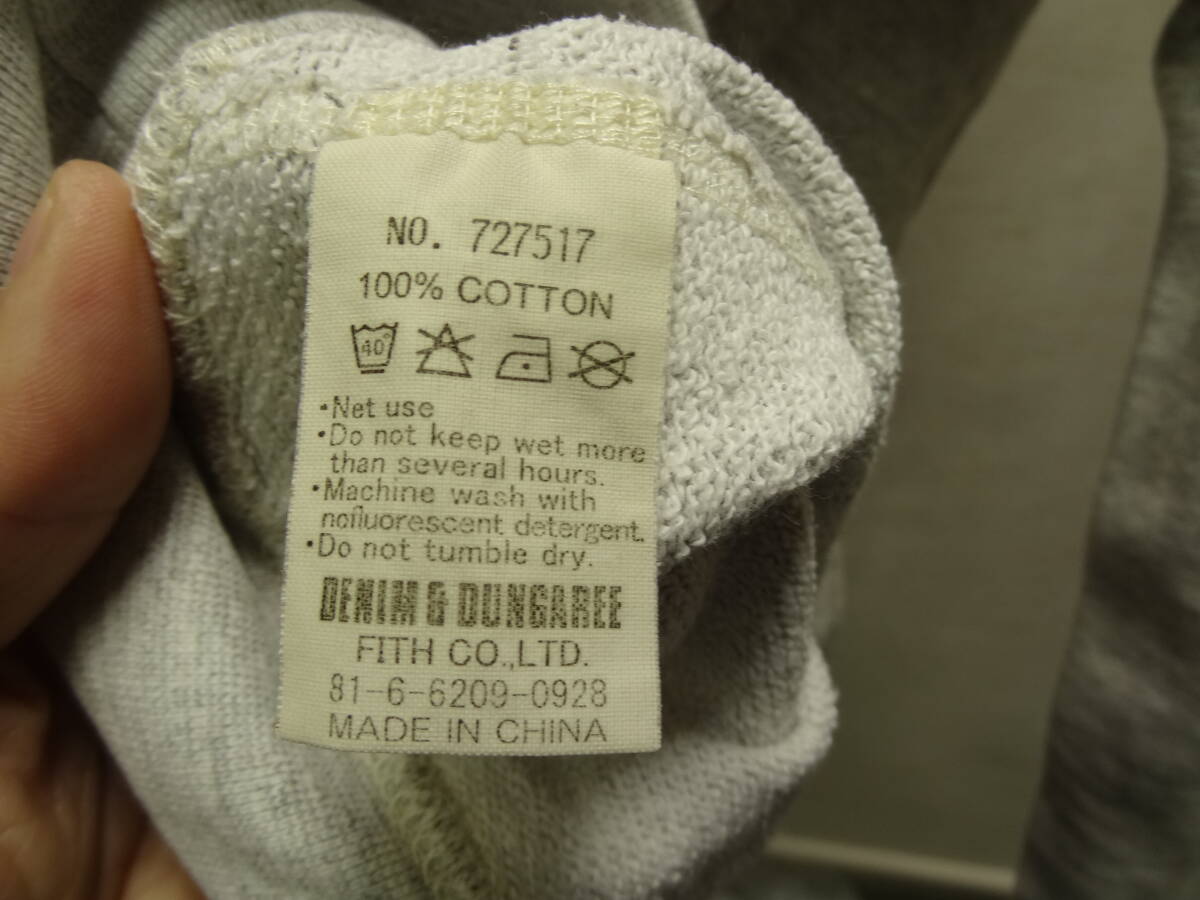 NO. 727517
100% COTTON
40°
•Net use
•Do not keep wet more
than several hours.
•Machine wash with
nofluorescent detergent.
•Do not tumble dry.
DENIM & DUNGAREE
FITH CO.,LTD.
81-6-6209-0928
MADE IN CHINA